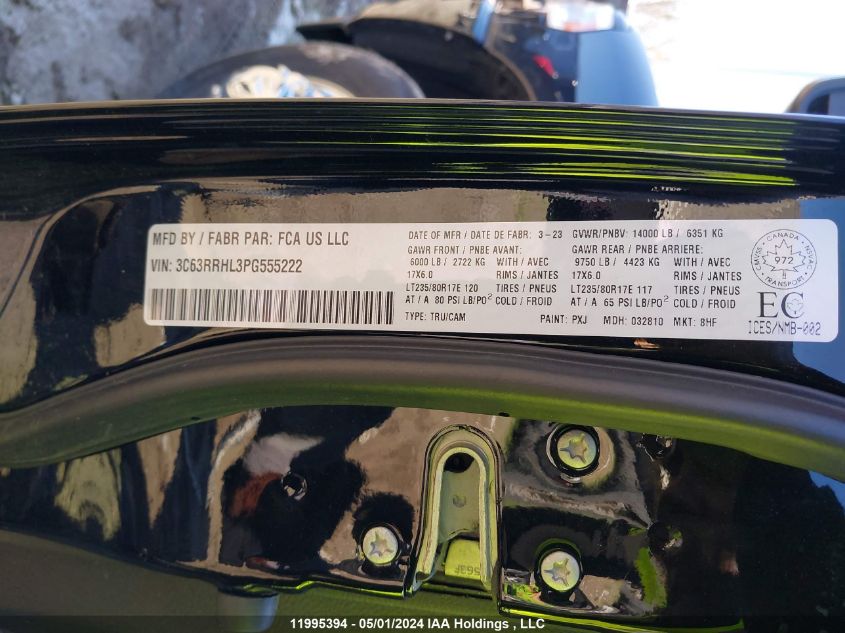 MFD BY / FABR PAR: FCA US LLC
VIN: 3C63RRHL3PG555222
DATE OF MFR / DATE DE FABR: 3-23
GAWR FRONT / PNBE AVANT:
6000 LB / 2722 KG WITH / AVEC
17X6.0 RIMS / JANTES
LT235/80R17E 120 TIRES / PNEUS
AT / A 80 PSI LB/PO² COLD / FROID
TYPE: TRU/CAM
GVWR/PNBV: 14000 LB / 6351 KG
GAWR REAR / PNBE ARRIERE:
9750 LB / 4423 KG WITH / AVEC
17X6.0 RIMS / JANTES
LT235/80R17E 117 TIRES / PNEUS
AT / A 65 PSI LB/PO² COLD / FROID
PAINT: PXJ MDH: 032810 MKT: BHF
CMVSS · CANADA · NSVAC
972
TRANSPORT
EC
ICES/NMB-002
563F
11995394 - 05/01/2024 IAA Holdings , LLC